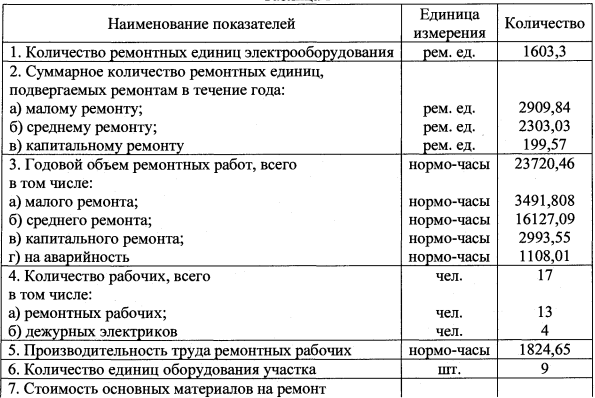 Наименование показателей Единица измерения Количество
1. Количество ремонтных единиц электрооборудования рем. ед. 1603,3
2. Суммарное количество ремонтных единиц,
подвергаемых ремонтам в течение года:
а) малому ремонту; рем. ед. 2909,84
б) среднему ремонту; рем. ед. 2303,03
в) капитальному ремонту рем. ед. 199,57
3. Годовой объем ремонтных работ, всего нормо-часы 23720,46
в том числе:
а) малого ремонта; нормо-часы 3491,808
б) среднего ремонта; нормо-часы 16127,09
в) капитального ремонта; нормо-часы 2993,55
г) на аварийность нормо-часы 1108,01
4. Количество рабочих, всего чел. 17
в том числе:
а) ремонтных рабочих; чел. 13
б) дежурных электриков чел. 4
5. Производительность труда ремонтных рабочих нормо-часы 1824,65
6. Количество единиц оборудования участка шт. 9
7. Стоимость основных материалов на ремонт